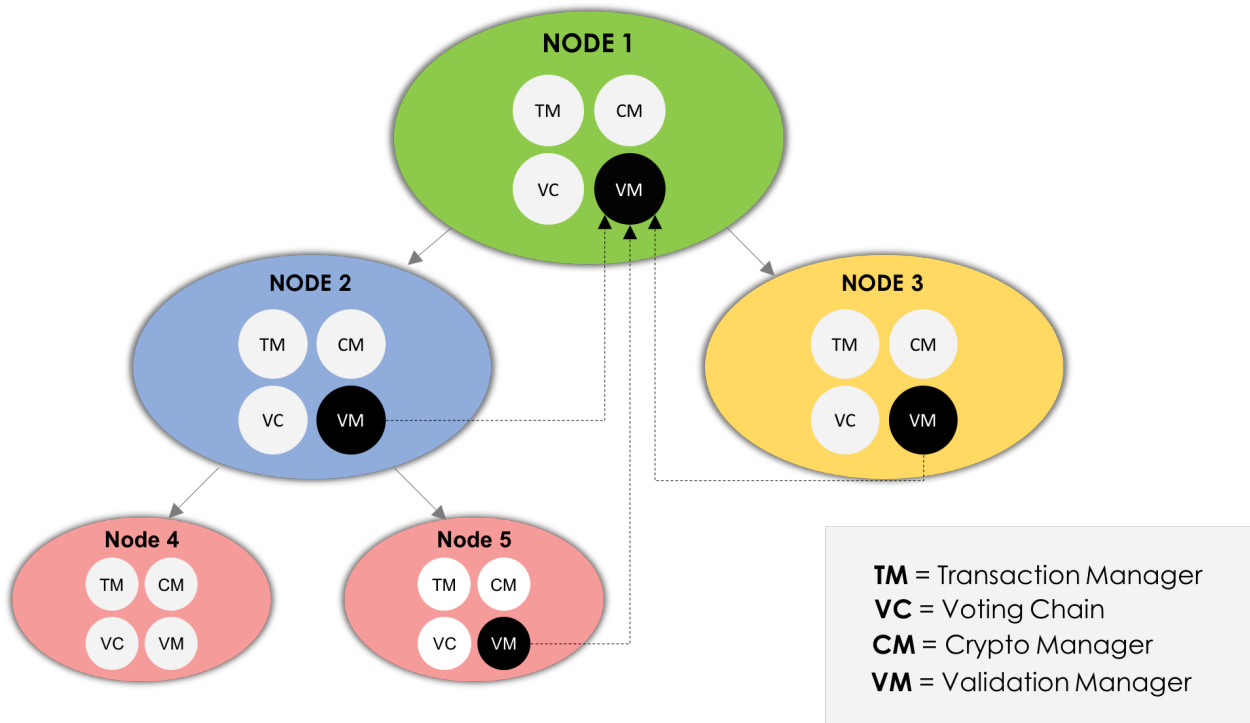 NODE 1
TM CM
VC VM
NODE 2
TM CM
VC VM
NODE 3
TM CM
VC VM
Node 4
TM CM
VC VM
Node 5
TM CM
VC VM
TM = Transaction Manager
VC = Voting Chain
CM = Crypto Manager
VM = Validation Manager